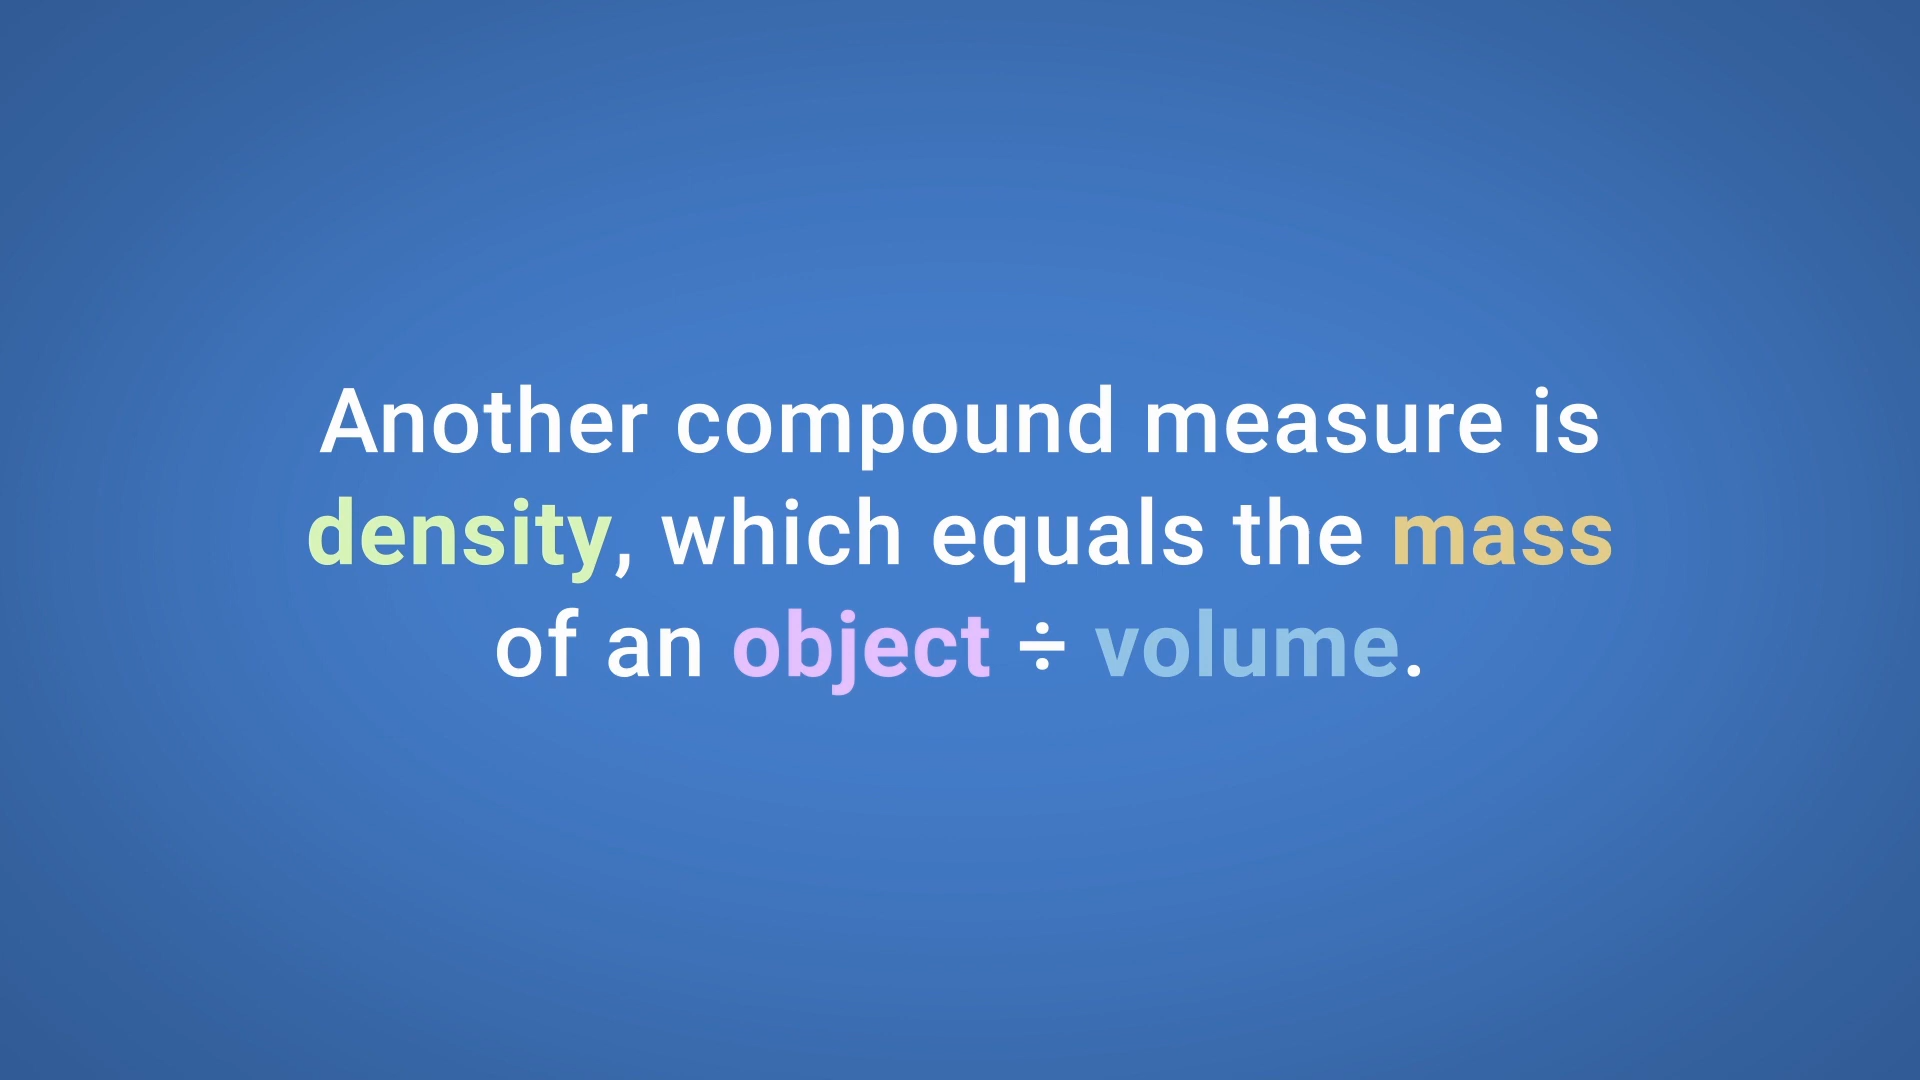 Another compound measure is
density, which equals the mass
of an object ÷ volume.